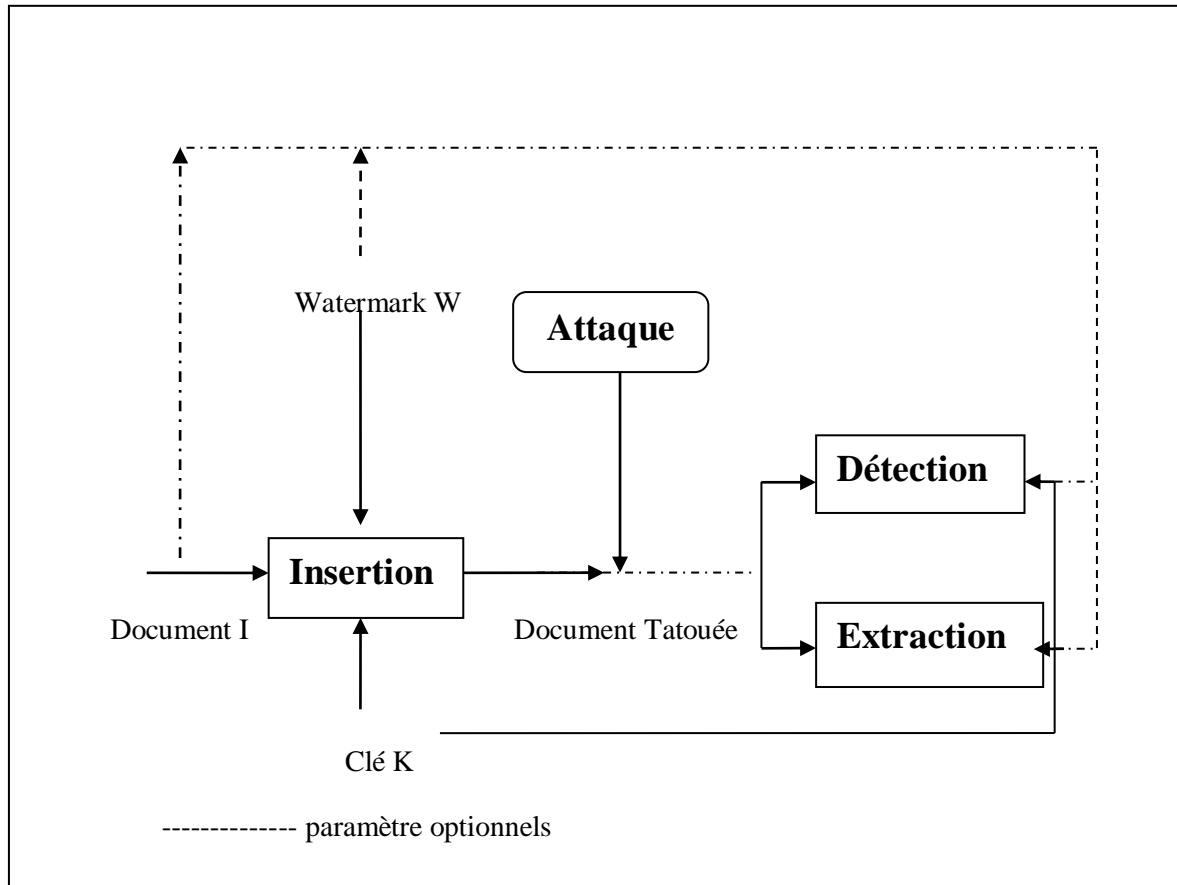 Watermark W
Attaque
Détection
Insertion
Document I
Document Tatouée
Extraction
Clé K
paramètre optionnels